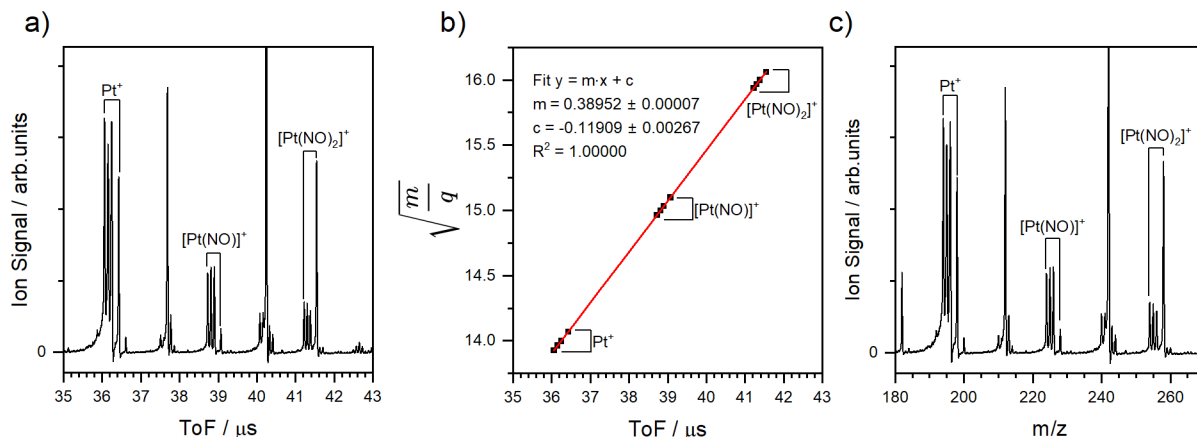 a)
Ion Signal / arb.units
0
Pt⁺
[Pt(NO)]⁺
[Pt(NO)₂]⁺
35 36 37 38 39 40 41 42 43
ToF / μs
b)
√(m/q)
16.0
15.5
15.0
14.5
14.0
Fit y = m·x + c
m = 0.38952 ± 0.00007
c = -0.11909 ± 0.00267
R² = 1.00000
[Pt(NO)₂]⁺
[Pt(NO)]⁺
Pt⁺
35 36 37 38 39 40 41 42 43
ToF / μs
c)
Ion Signal / arb.units
0
Pt⁺
[Pt(NO)]⁺
[Pt(NO)₂]⁺
180 200 220 240 260
m/z